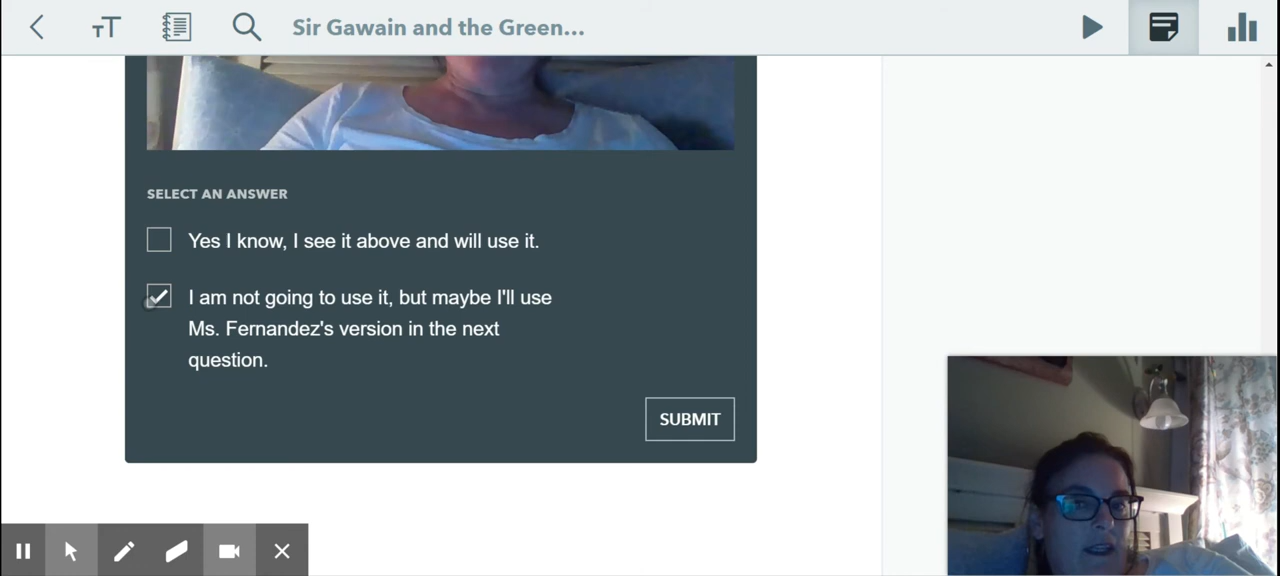 Sir Gawain and the Green...
SELECT AN ANSWER
Yes I know, I see it above and will use it.
I am not going to use it, but maybe I'll use
Ms. Fernandez's version in the next
question.
SUBMIT